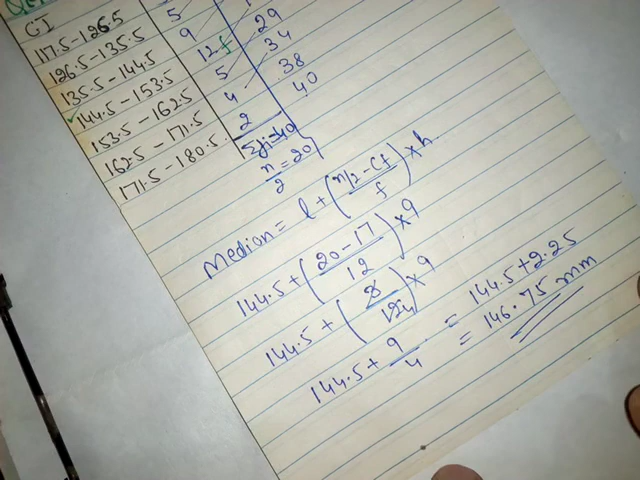 CI
117.5-126.5
126.5-135.5 5
135.5-144.5 9
144.5-153.5 12 f 29
153.5-162.5 5 34
162.5-171.5 4 38
171.5-180.5 2 40
Σfi=40
n/2 = 20
Median = l + (n/2 - Cf / f) × h
144.5 + (20-17 / 12) × 9
144.5 + (3 / 12 4) × 9
144.5 + 9/4 = 144.5 + 2.25
= 146.75 mm